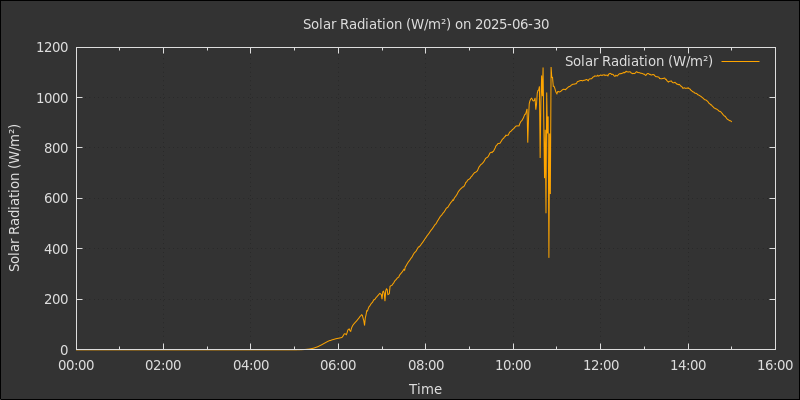 Solar Radiation (W/m²) on 2025-06-30
Solar Radiation (W/m²)
Solar Radiation (W/m²)
1200
1000
800
600
400
200
0
00:00 02:00 04:00 06:00 08:00 10:00 12:00 14:00 16:00
Time